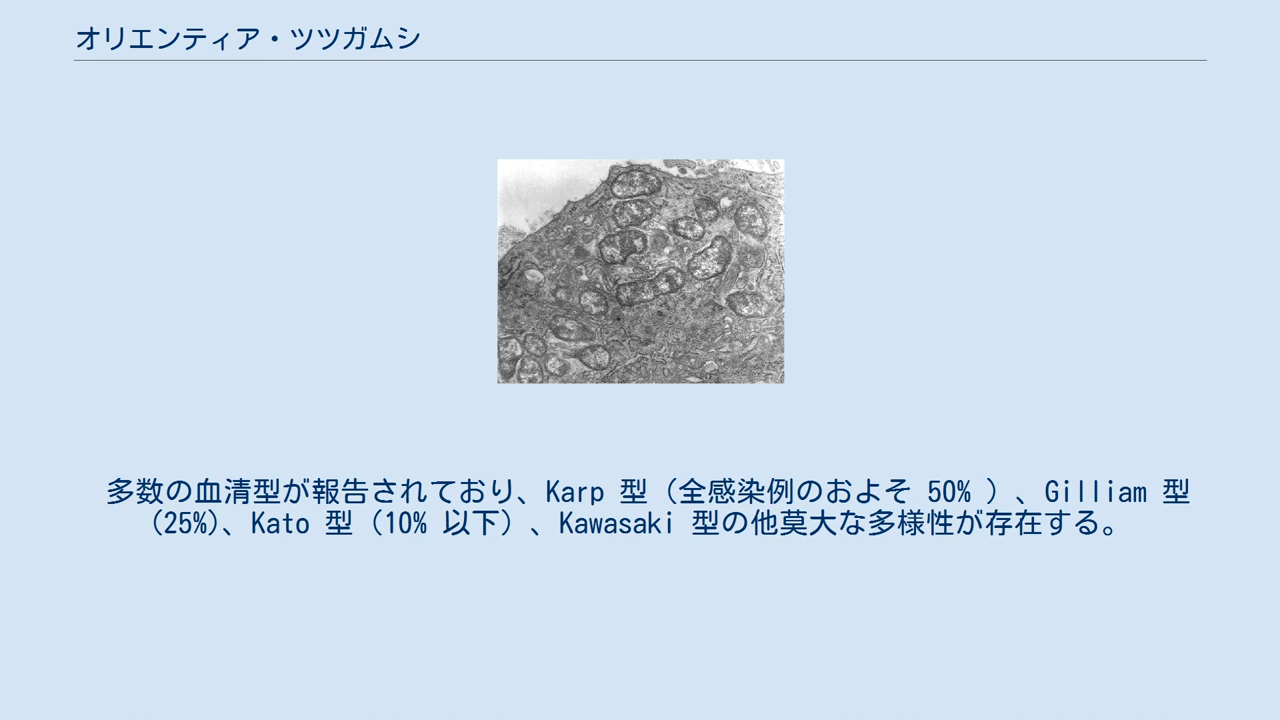 オリエンティア・ツツガムシ
多数の血清型が報告されており、Karp 型（全感染例のおよそ 50% ）、Gilliam 型
（25%)、Kato 型（10% 以下）、Kawasaki 型の他莫大な多様性が存在する。